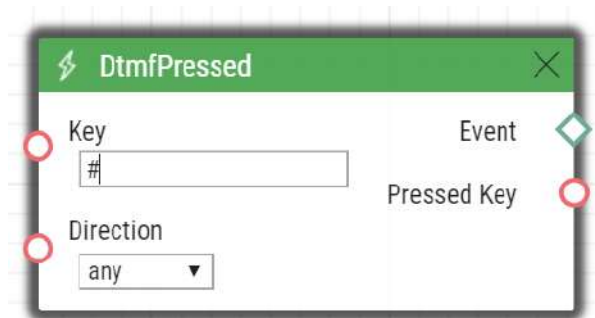 DtmfPressed
Key
Event
#
Pressed Key
Direction
any